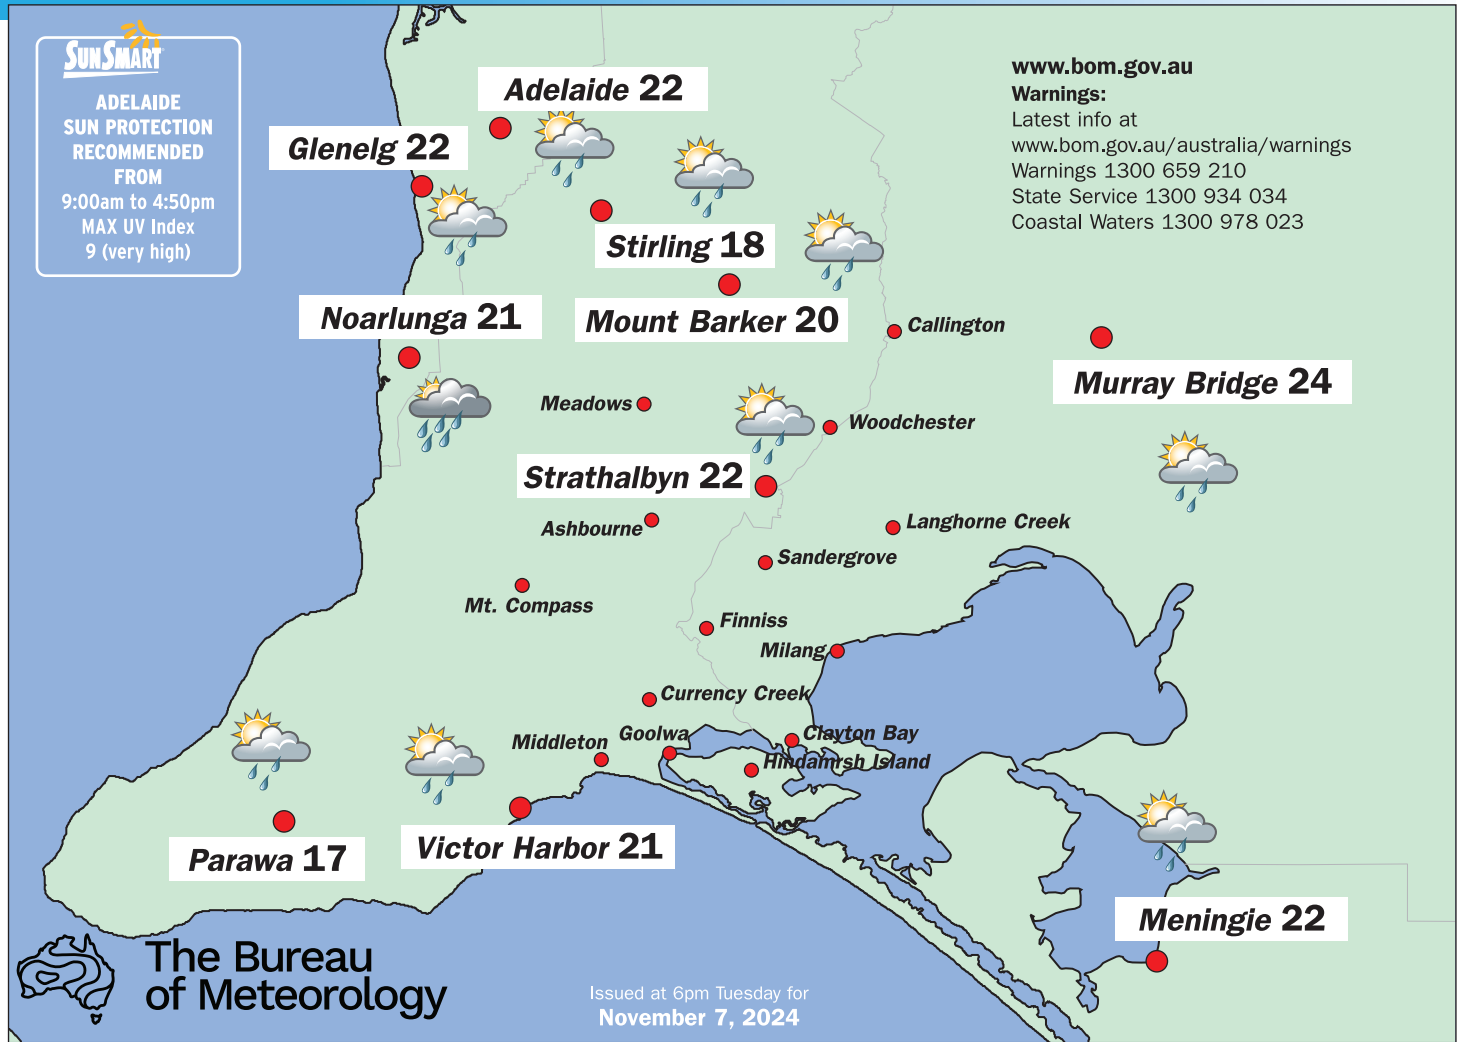 SunSmart
ADELAIDE
SUN PROTECTION
RECOMMENDED
FROM
9:00am to 4:50pm
MAX UV Index
9 (very high)
www.bom.gov.au
Warnings:
Latest info at
www.bom.gov.au/australia/warnings
Warnings 1300 659 210
State Service 1300 934 034
Coastal Waters 1300 978 023
Adelaide 22
Glenelg 22
Stirling 18
Noarlunga 21
Mount Barker 20
Callington
Murray Bridge 24
Meadows
Woodchester
Strathalbyn 22
Ashbourne
Langhorne Creek
Sandergrove
Mt. Compass
Finniss
Milang
Currency Creek
Goolwa
Clayton Bay
Middleton
Hindamrsh Island
Victor Harbor 21
Parawa 17
Meningie 22
The Bureau
of Meteorology
Issued at 6pm Tuesday for
November 7, 2024